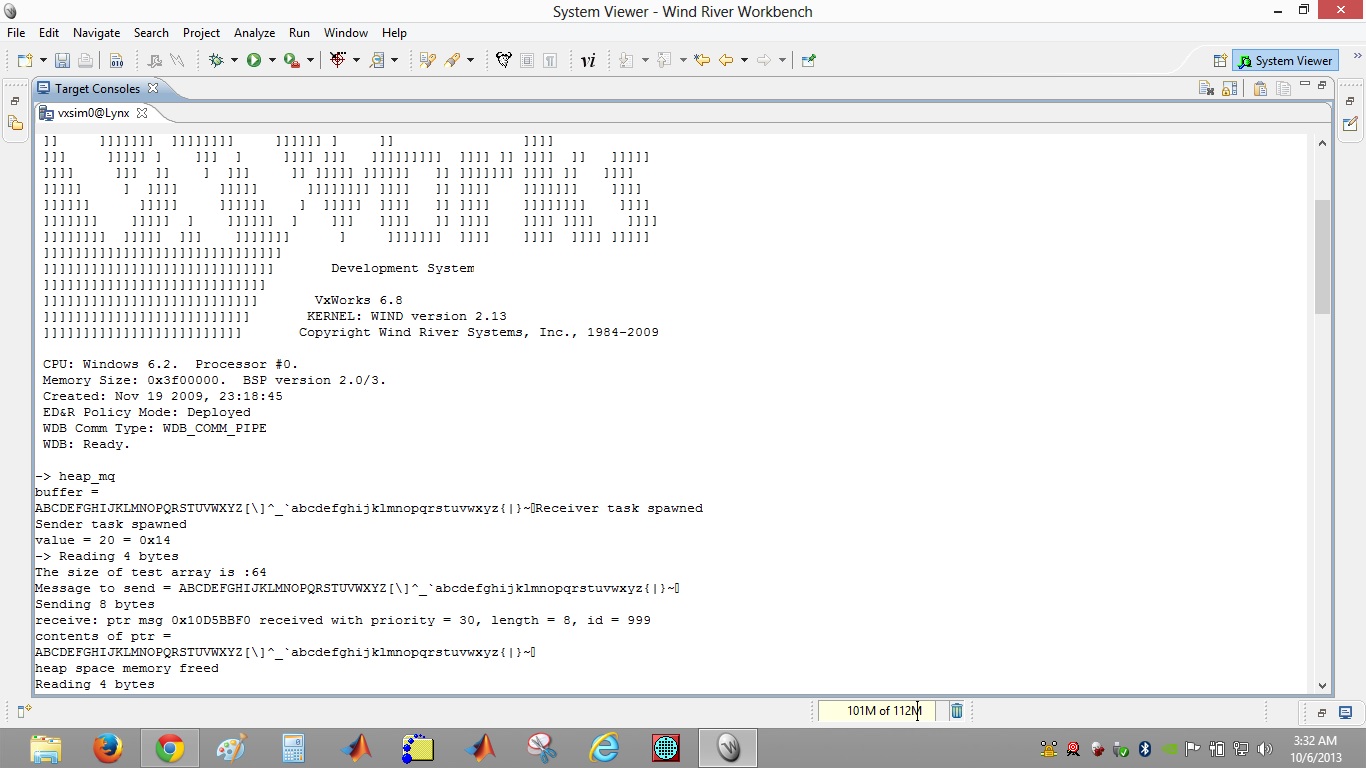 System Viewer - Wind River Workbench
File Edit Navigate Search Project Analyze Run Window Help
System Viewer
Target Consoles
vxsim0@Lynx
]]     ]]]]]]]  ]]]]]]]]     ]]]]]] ]     ]]                ]]]]
]]]     ]]]]] ]    ]]]  ]     ]]]] ]]]   ]]]]]]]]]  ]]]] ]] ]]]]  ]]   ]]]]]
]]]]     ]]]  ]]    ]  ]]]     ]] ]]]]] ]]]]]]   ]] ]]]]]]] ]]]] ]]   ]]]]
]]]]]     ]  ]]]]     ]]]]]      ]]]]]]]] ]]]]   ]] ]]]]    ]]]]]]]    ]]]]
]]]]]]      ]]]]]     ]]]]]]    ]  ]]]]]  ]]]]   ]] ]]]]    ]]]]]]]]    ]]]]
]]]]]]]    ]]]]]  ]    ]]]]]]  ]    ]]]   ]]]]   ]] ]]]]    ]]]] ]]]]    ]]]]
]]]]]]]]  ]]]]]  ]]]    ]]]]]]]      ]     ]]]]]]]  ]]]]    ]]]]  ]]]] ]]]]]
]]]]]]]]]]]]]]]]]]]]]]]]]]]]]]
]]]]]]]]]]]]]]]]]]]]]]]]]]]]]       Development System
]]]]]]]]]]]]]]]]]]]]]]]]]]]]
]]]]]]]]]]]]]]]]]]]]]]]]]]]       VxWorks 6.8
]]]]]]]]]]]]]]]]]]]]]]]]]]       KERNEL: WIND version 2.13
]]]]]]]]]]]]]]]]]]]]]]]]]       Copyright Wind River Systems, Inc., 1984-2009
CPU: Windows 6.2.  Processor #0.
Memory Size: 0x3f00000.  BSP version 2.0/3.
Created: Nov 19 2009, 23:18:45
ED&R Policy Mode: Deployed
WDB Comm Type: WDB_COMM_PIPE
WDB: Ready.
-> heap_mq
buffer =
ABCDEFGHIJKLMNOPQRSTUVWXYZ[\]^_`abcdefghijklmnopqrstuvwxyz{|}~Receiver task spawned
Sender task spawned
value = 20 = 0x14
-> Reading 4 bytes
The size of test array is :64
Message to send = ABCDEFGHIJKLMNOPQRSTUVWXYZ[\]^_`abcdefghijklmnopqrstuvwxyz{|}~
Sending 8 bytes
receive: ptr msg 0x10D5BBF0 received with priority = 30, length = 8, id = 999
contents of ptr =
ABCDEFGHIJKLMNOPQRSTUVWXYZ[\]^_`abcdefghijklmnopqrstuvwxyz{|}~
heap space memory freed
Reading 4 bytes
101M of 112M
3:32 AM
10/6/2013